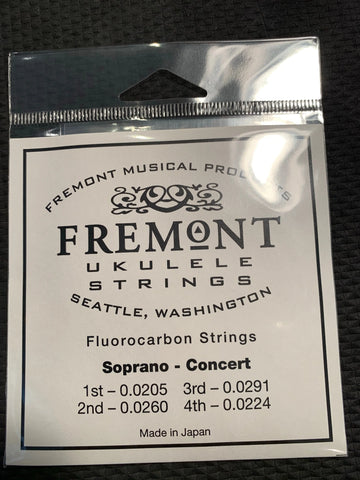 FREMONT MUSICAL PRODUCTS
FREMONT
UKULELE
STRINGS
SEATTLE, WASHINGTON
Fluorocarbon Strings
Soprano - Concert
1st – 0.0205 3rd – 0.0291
2nd – 0.0260 4th – 0.0224
Made in Japan